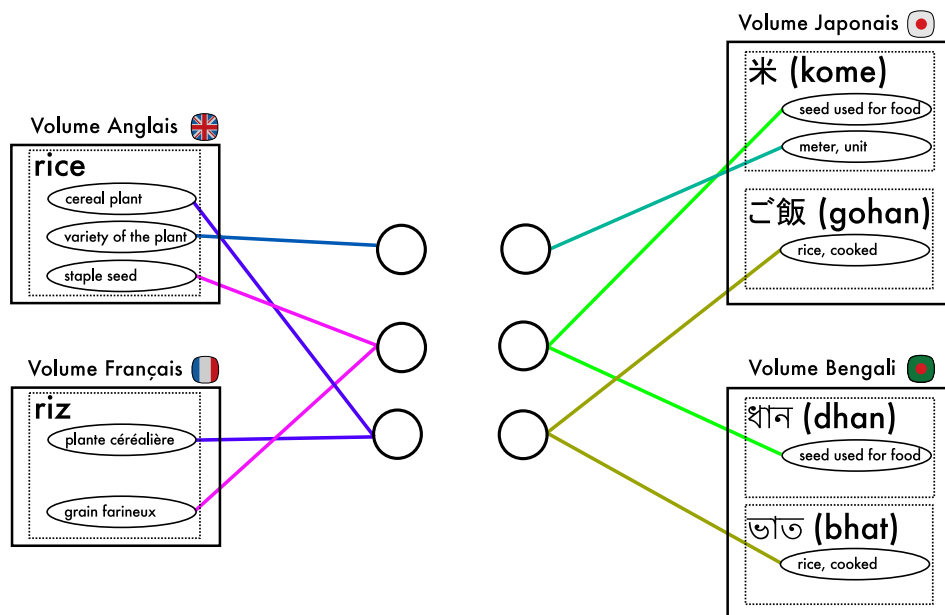 Volume Anglais
rice
cereal plant
variety of the plant
staple seed
Volume Français
riz
plante céréalière
grain farineux
Volume Japonais
米 (kome)
seed used for food
meter, unit
ご飯 (gohan)
rice, cooked
Volume Bengali
ধান (dhan)
seed used for food
ভাত (bhat)
rice, cooked